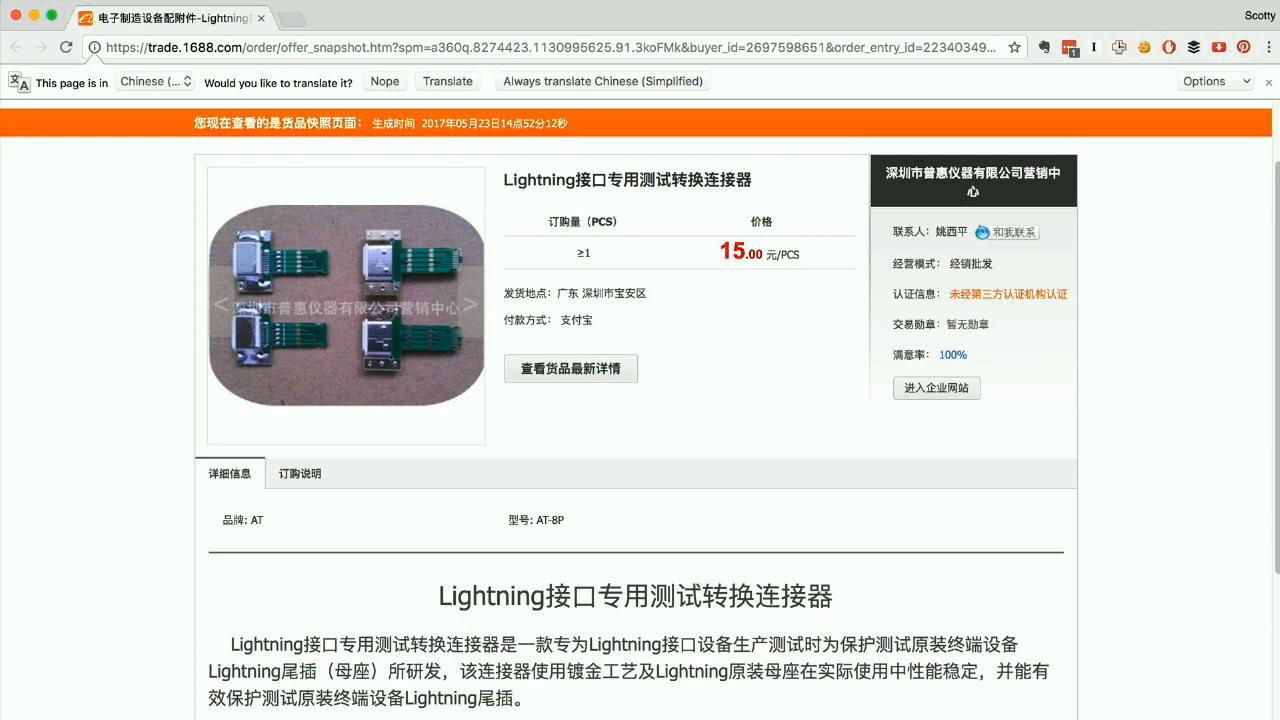 电子制造设备配附件-Lightning
Scotty
https://trade.1688.com/order/offer_snapshot.htm?spm=a360q.8274423.1130995625.91.3koFMk&buyer_id=2697598651&order_entry_id=22340349...
1
This page is in Chinese (... Would you like to translate it? Nope Translate Always translate Chinese (Simplified) Options
您现在查看的是货品快照页面： 生成时间 2017年05月23日14点52分12秒
Lightning接口专用测试转换连接器
订购量（PCS） 价格
≥1 15.00 元/PCS
发货地点：广东 深圳市宝安区
付款方式： 支付宝
查看货品最新详情
深圳市普惠仪器有限公司营销中心
深圳市普惠仪器有限公司营销中
心
联系人：姚西平 和我联系
经营模式： 经销批发
认证信息： 未经第三方认证机构认证
交易勋章：暂无勋章
满意率： 100%
进入企业网站
详细信息 订购说明
品牌: AT 型号: AT-8P
Lightning接口专用测试转换连接器
Lightning接口专用测试转换连接器是一款专为Lightning接口设备生产测试时为保护测试原装终端设备
Lightning尾插（母座）所研发，该连接器使用镀金工艺及Lightning原装母座在实际使用中性能稳定，并能有
效保护测试原装终端设备Lightning尾插。